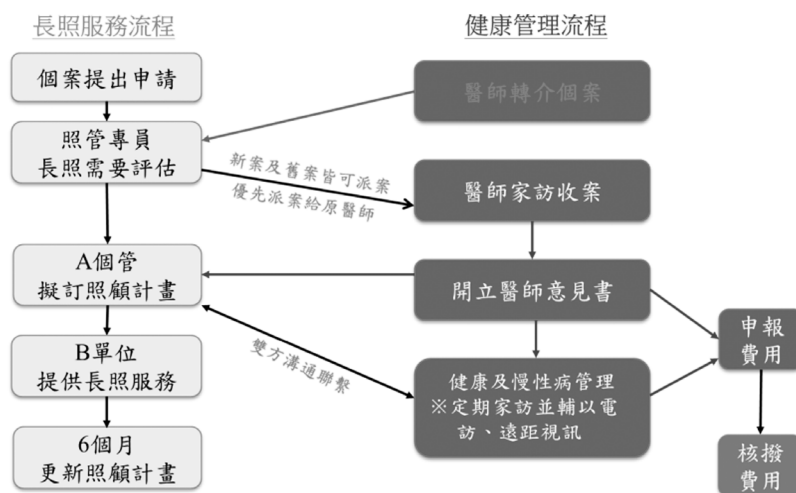 長照服務流程
健康管理流程
個案提出申請
醫師轉介個案
照管專員
長照需要評估
新案及舊案皆可派案
優先派案給原醫師
醫師家訪收案
A個管
擬訂照顧計畫
開立醫師意見書
申報
費用
雙方溝通聯繫
B單位
提供長照服務
健康及慢性病管理
※定期家訪並輔以電
訪、遠距視訊
6個月
更新照顧計畫
核撥
費用